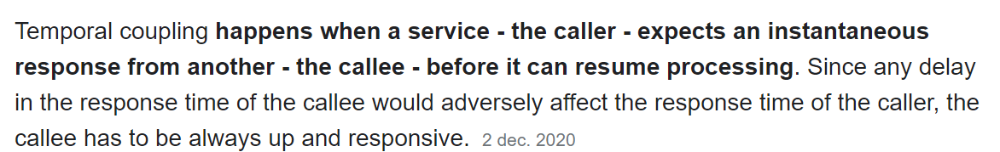 Temporal coupling happens when a service - the caller - expects an instantaneous
response from another - the callee - before it can resume processing. Since any delay
in the response time of the callee would adversely affect the response time of the caller, the
callee has to be always up and responsive. 2 dec. 2020